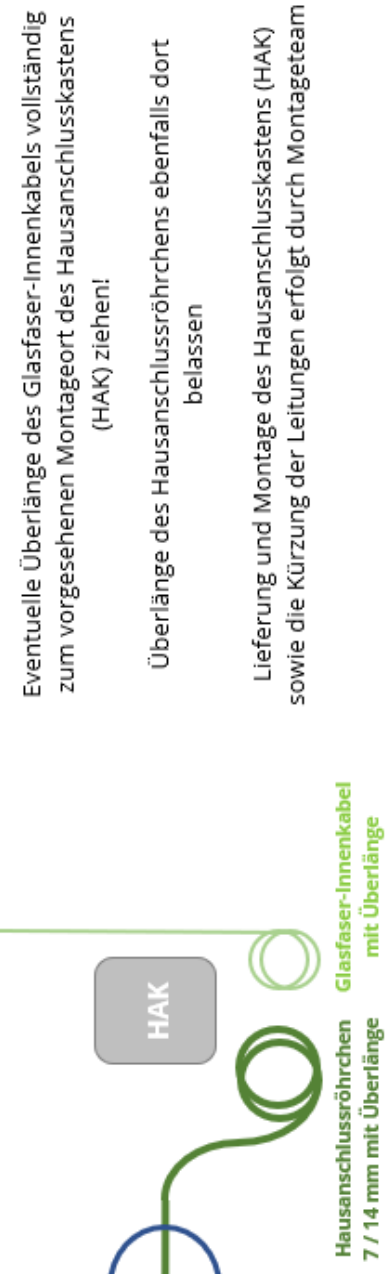 Eventuelle Überlänge des Glasfaser-Innenkabels vollständig
zum vorgesehenen Montageort des Hausanschlusskastens
(HAK) ziehen!
Überlänge des Hausanschlussröhrchens ebenfalls dort
belassen
Lieferung und Montage des Hausanschlusskastens (HAK)
sowie die Kürzung der Leitungen erfolgt durch Montageteam
HAK
Hausanschlussröhrchen
7 / 14 mm mit Überlänge
Glasfaser-Innenkabel
mit Überlänge